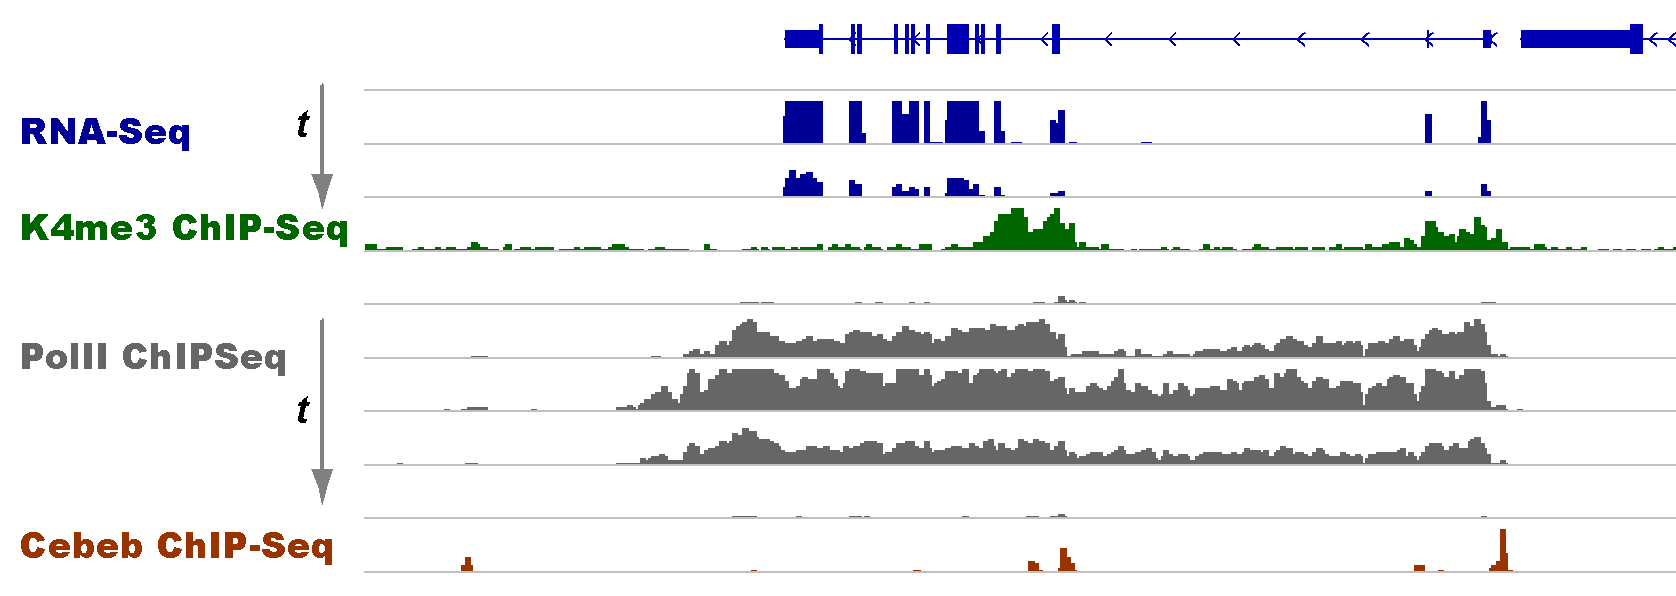 t
RNA-Seq
K4me3 ChIP-Seq
PolII ChIPSeq
t
Cebeb ChIP-Seq